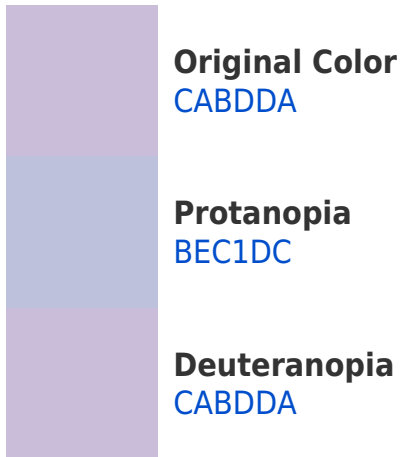 Original Color
CABDDA
Protanopia
BEC1DC
Deuteranopia
CABDDA